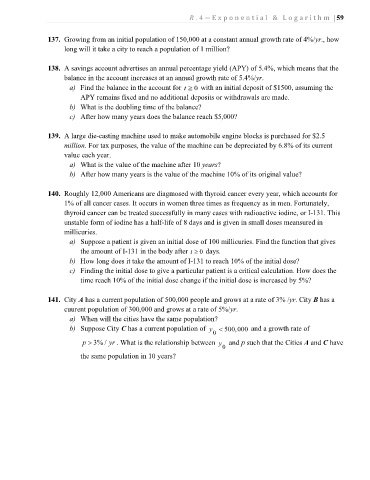 R.4 – Exponential & Logarithm | 59
137. Growing from an initial population of 150,000 at a constant annual growth rate of 4%/yr., how
long will it take a city to reach a population of 1 million?
138. A savings account advertises an annual percentage yield (APY) of 5.4%, which means that the
balance in the account increases at an annual growth rate of 5.4%/yr.
a) Find the balance in the account for t ≥ 0 with an initial deposit of $1500, assuming the
APY remains fixed and no additional deposits or withdrawals are made.
b) What is the doubling time of the balance?
c) After how many years does the balance reach $5,000?
139. A large die-casting machine used to make automobile engine blocks is purchased for $2.5
million. For tax purposes, the value of the machine can be depreciated by 6.8% of its current
value each year.
a) What is the value of the machine after 10 years?
b) After how many years is the value of the machine 10% of its original value?
140. Roughly 12,000 Americans are diagnosed with thyroid cancer every year, which accounts for
1% of all cancer cases. It occurs in women three times as frequency as in men. Fortunately,
thyroid cancer can be treated successfully in many cases with radioactive iodine, or I-131. This
unstable form of iodine has a half-life of 8 days and is given in small doses measured in
millicuries.
a) Suppose a patient is given an initial dose of 100 millicuries. Find the function that gives
the amount of I-131 in the body after t ≥ 0 days.
b) How long does it take the amount of I-131 to reach 10% of the initial dose?
c) Finding the initial dose to give a particular patient is a critical calculation. How does the
time reach 10% of the initial dose change if the initial dose is increased by 5%?
141. City A has a current population of 500,000 people and grows at a rate of 3% /yr. City B has a
current population of 300,000 and grows at a rate of 5%/yr.
a) When will the cities have the same population?
b) Suppose City C has a current population of y₀ < 500,000 and a growth rate of
p > 3% / yr. What is the relationship between y₀ and p such that the Cities A and C have
the same population in 10 years?